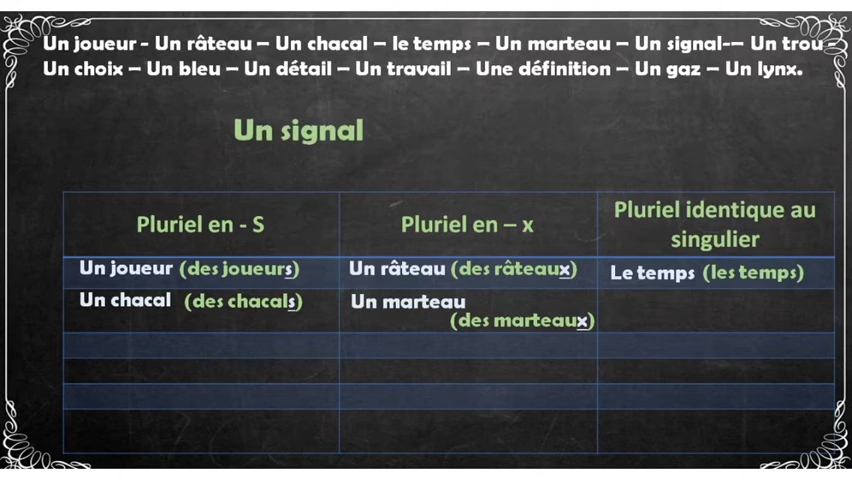 Un joueur - Un râteau – Un chacal – le temps – Un marteau – Un signal-– Un trou -
Un choix – Un bleu – Un détail – Un travail – Une définition – Un gaz – Un lynx.
Un signal
Pluriel en - S
Pluriel en – x
Pluriel identique au
singulier
Un joueur (des joueurs)
Un râteau (des râteaux)
Le temps (les temps)
Un chacal (des chacals)
Un marteau
(des marteaux)